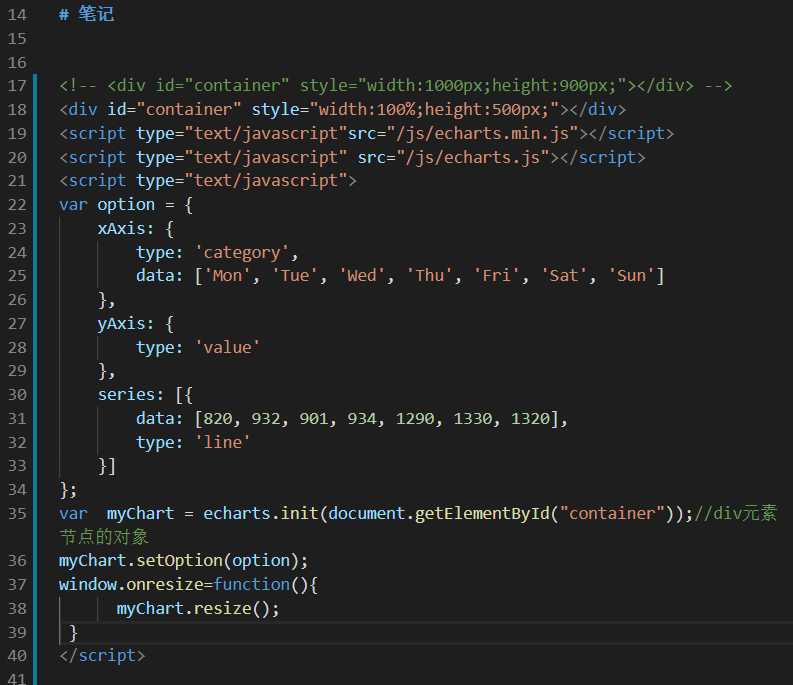 14 # 笔记
15
16
17 <!-- <div id="container" style="width:1000px;height:900px;"></div> -->
18 <div id="container" style="width:100%;height:500px;"></div>
19 <script type="text/javascript"src="/js/echarts.min.js"></script>
20 <script type="text/javascript" src="/js/echarts.js"></script>
21 <script type="text/javascript">
22 var option = {
23     xAxis: {
24         type: 'category',
25         data: ['Mon', 'Tue', 'Wed', 'Thu', 'Fri', 'Sat', 'Sun']
26     },
27     yAxis: {
28         type: 'value'
29     },
30     series: [{
31         data: [820, 932, 901, 934, 1290, 1330, 1320],
32         type: 'line'
33     }]
34 };
35 var  myChart = echarts.init(document.getElementById("container"));//div元素
节点的对象
36 myChart.setOption(option);
37 window.onresize=function(){
38       myChart.resize();
39  }
40 </script>
41